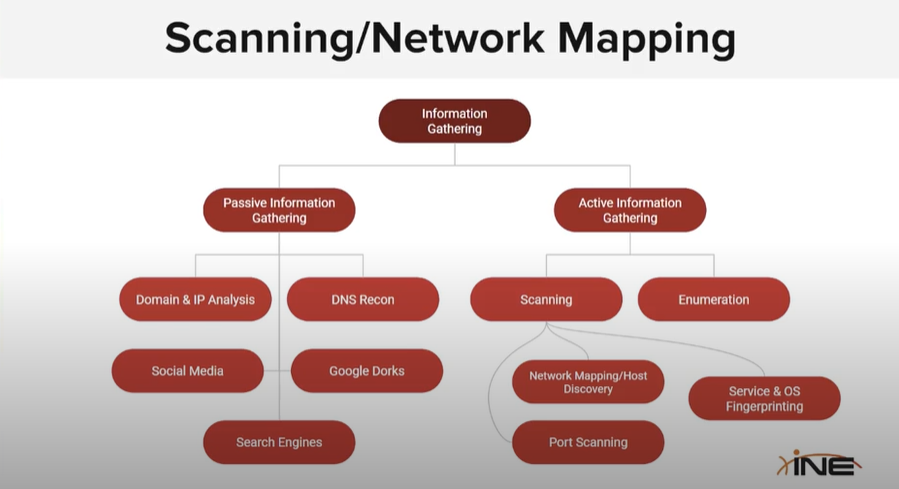 Scanning/Network Mapping
Information
Gathering
Passive Information
Gathering
Active Information
Gathering
Domain & IP Analysis
DNS Recon
Scanning
Enumeration
Social Media
Google Dorks
Network Mapping/Host
Discovery
Service & OS
Fingerprinting
Search Engines
Port Scanning
INE